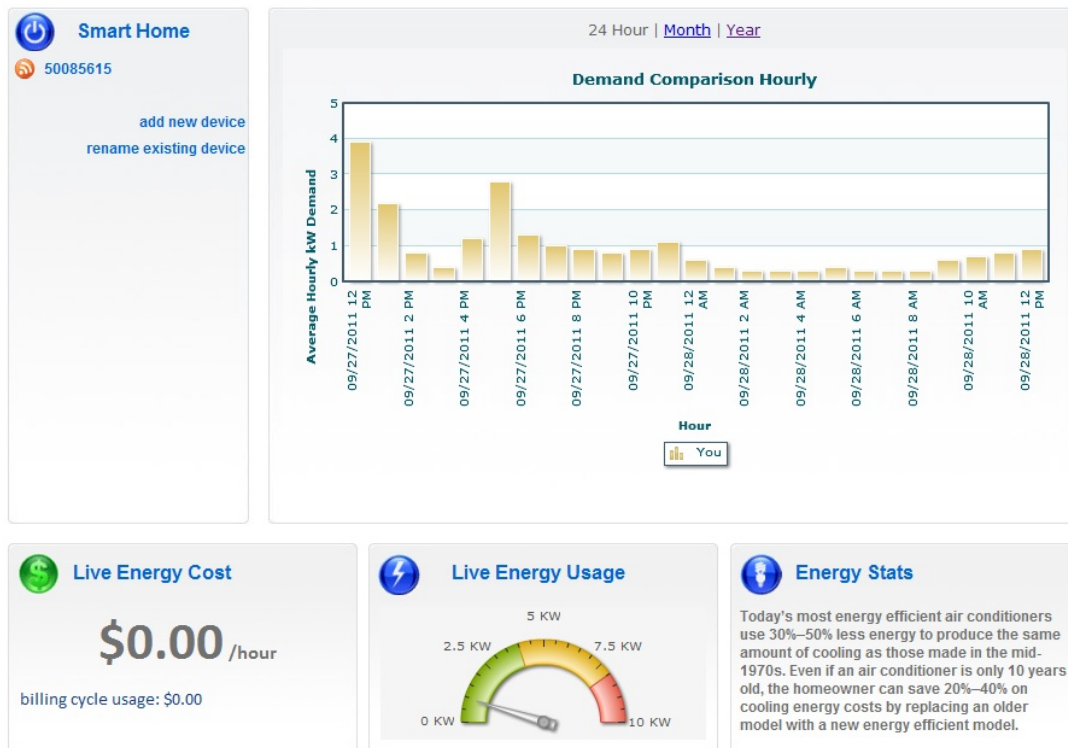 Smart Home
50085615
add new device
rename existing device
24 Hour | Month | Year
Demand Comparison Hourly
Average Hourly kW Demand
5
4
3
2
1
0
09/27/2011 12 PM
09/27/2011 2 PM
09/27/2011 4 PM
09/27/2011 6 PM
09/27/2011 8 PM
09/27/2011 10 PM
09/28/2011 12 AM
09/28/2011 2 AM
09/28/2011 4 AM
09/28/2011 6 AM
09/28/2011 8 AM
09/28/2011 10 AM
09/28/2011 12 PM
Hour
You
$ Live Energy Cost
$0.00 /hour
billing cycle usage: $0.00
Live Energy Usage
5 KW
2.5 KW
7.5 KW
0 KW
10 KW
Energy Stats
Today's most energy efficient air conditioners
use 30%–50% less energy to produce the same
amount of cooling as those made in the mid-
1970s. Even if an air conditioner is only 10 years
old, the homeowner can save 20%–40% on
cooling energy costs by replacing an older
model with a new energy efficient model.